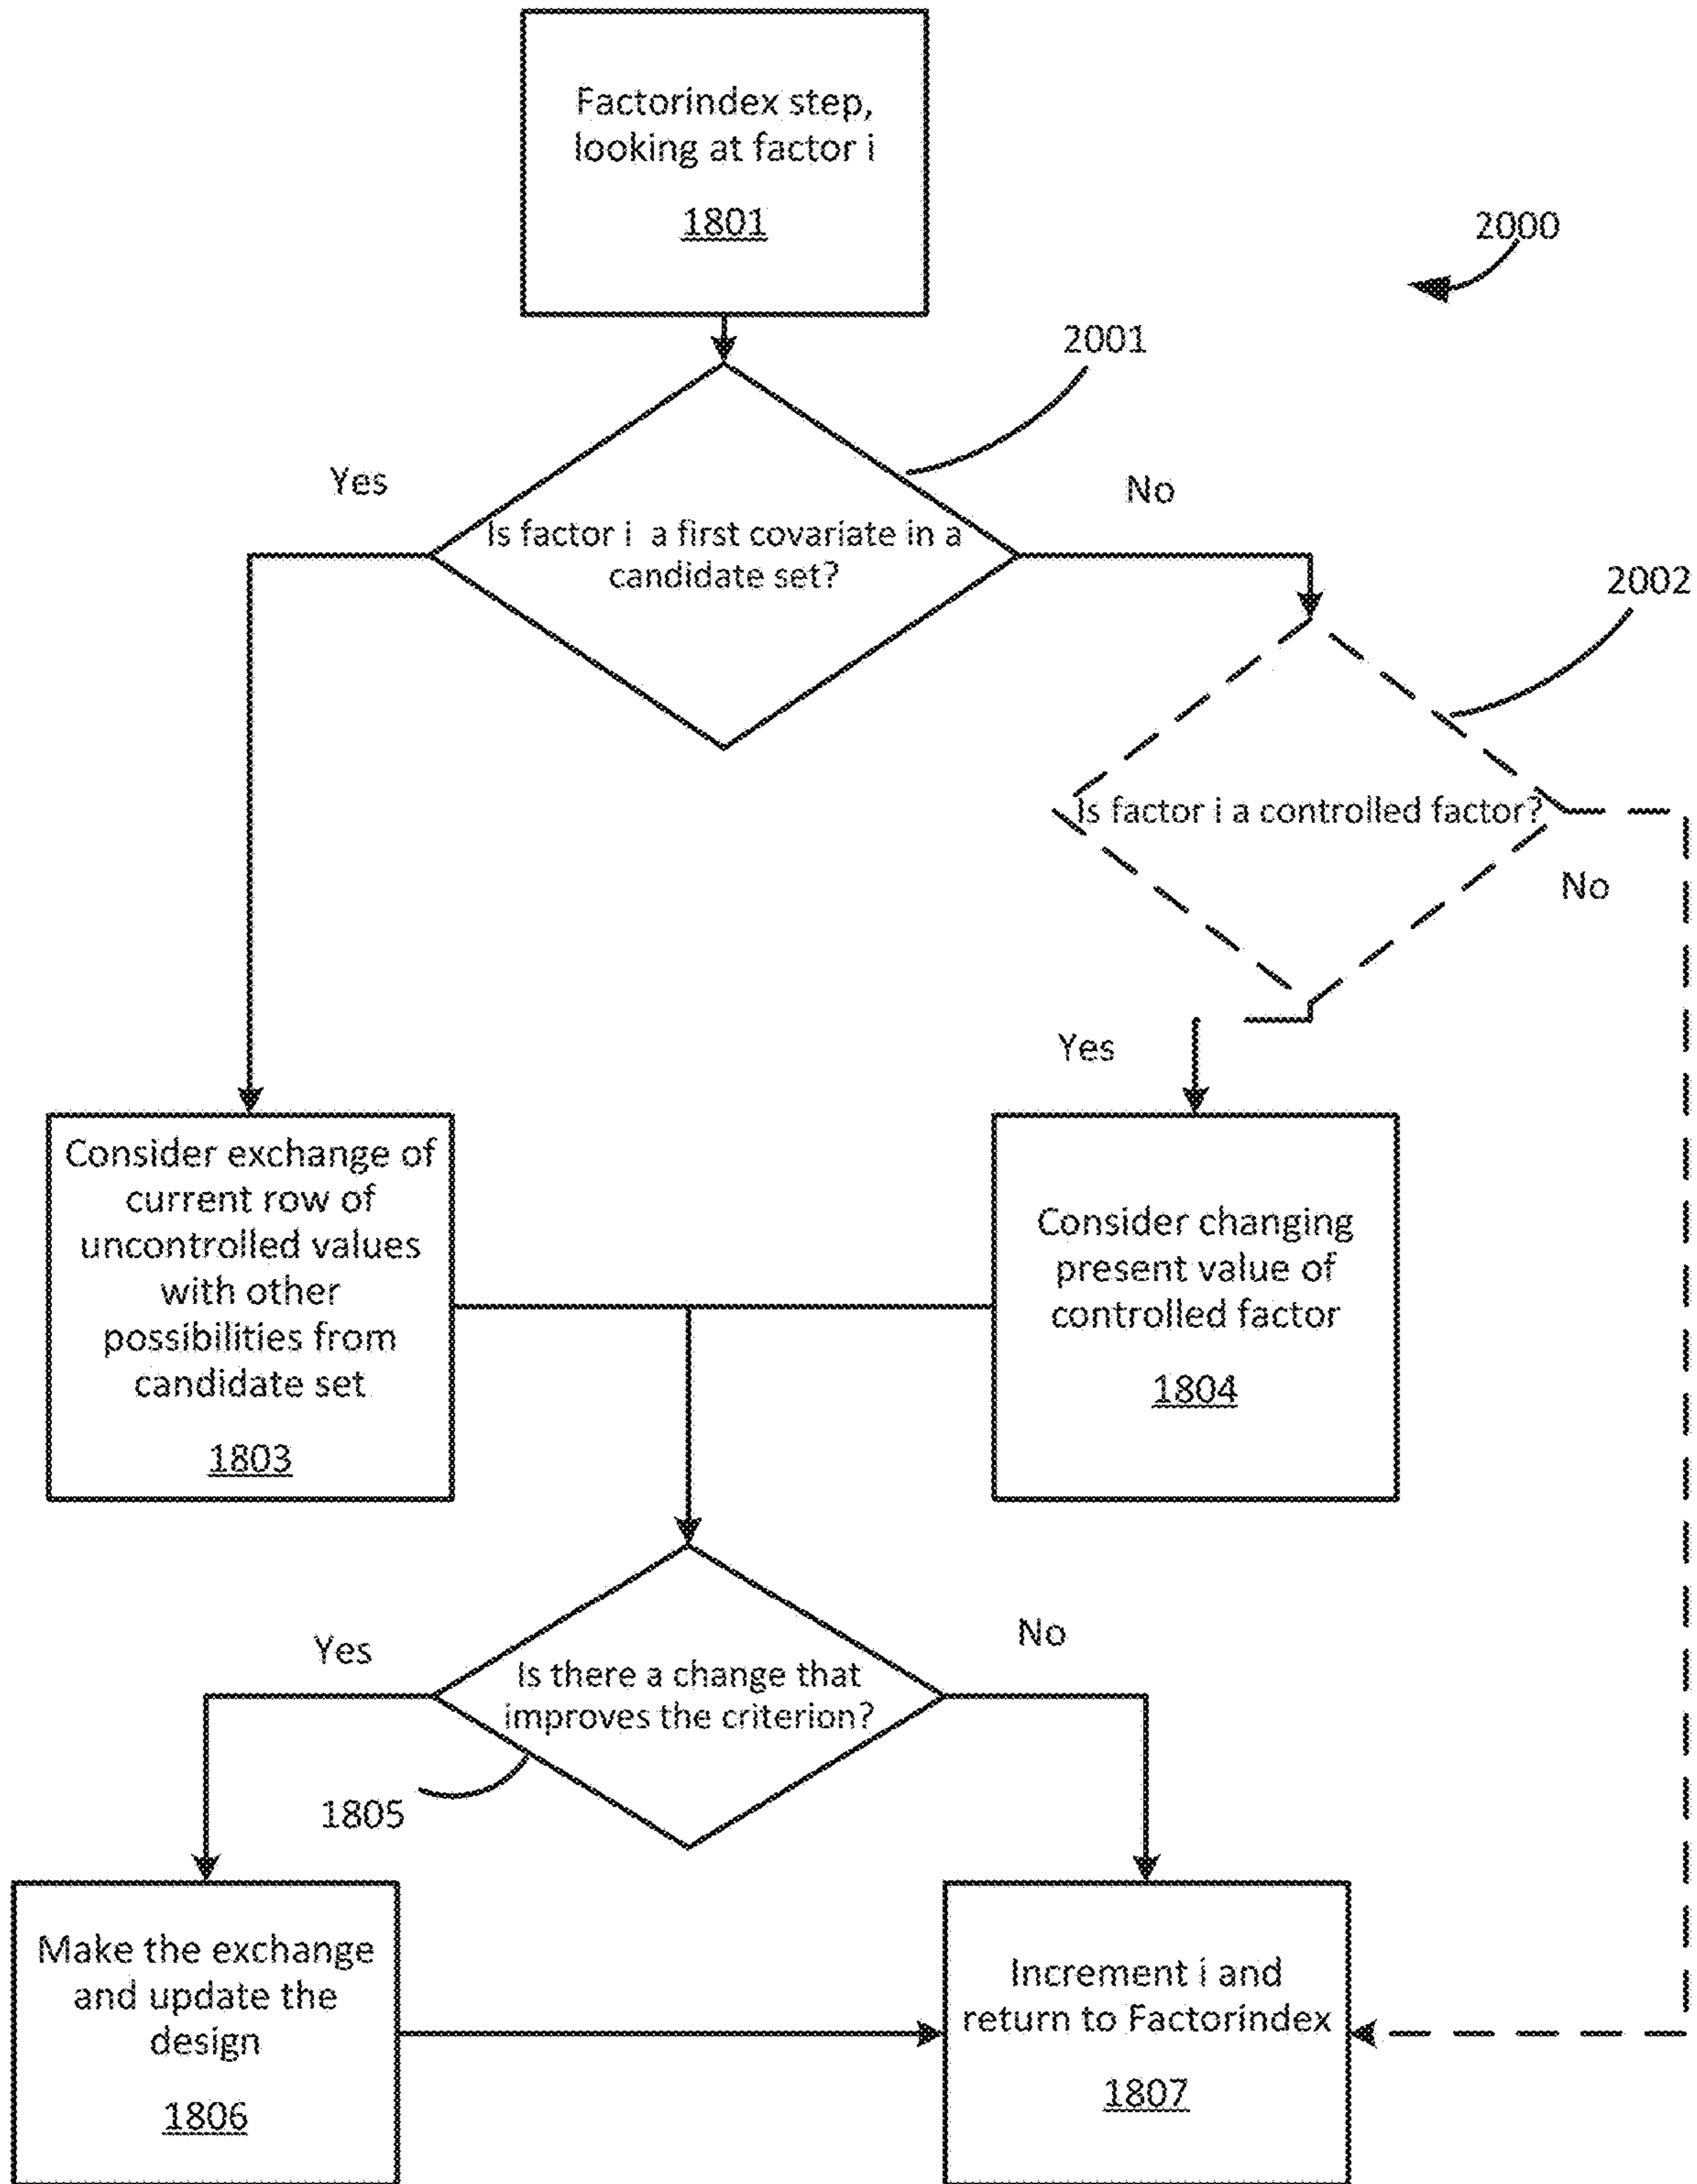 Factorindex step,
looking at factor i
1801
2000
2001
Yes
No
Is factor i a first covariate in a
candidate set?
2002
Is factor i a controlled factor?
No
Yes
Consider exchange of
current row of
uncontrolled values
with other
possibilities from
candidate set
1803
Consider changing
present value of
controlled factor
1804
Yes
No
Is there a change that
improves the criterion?
1805
Make the exchange
and update the
design
1806
Increment i and
return to Factorindex
1807